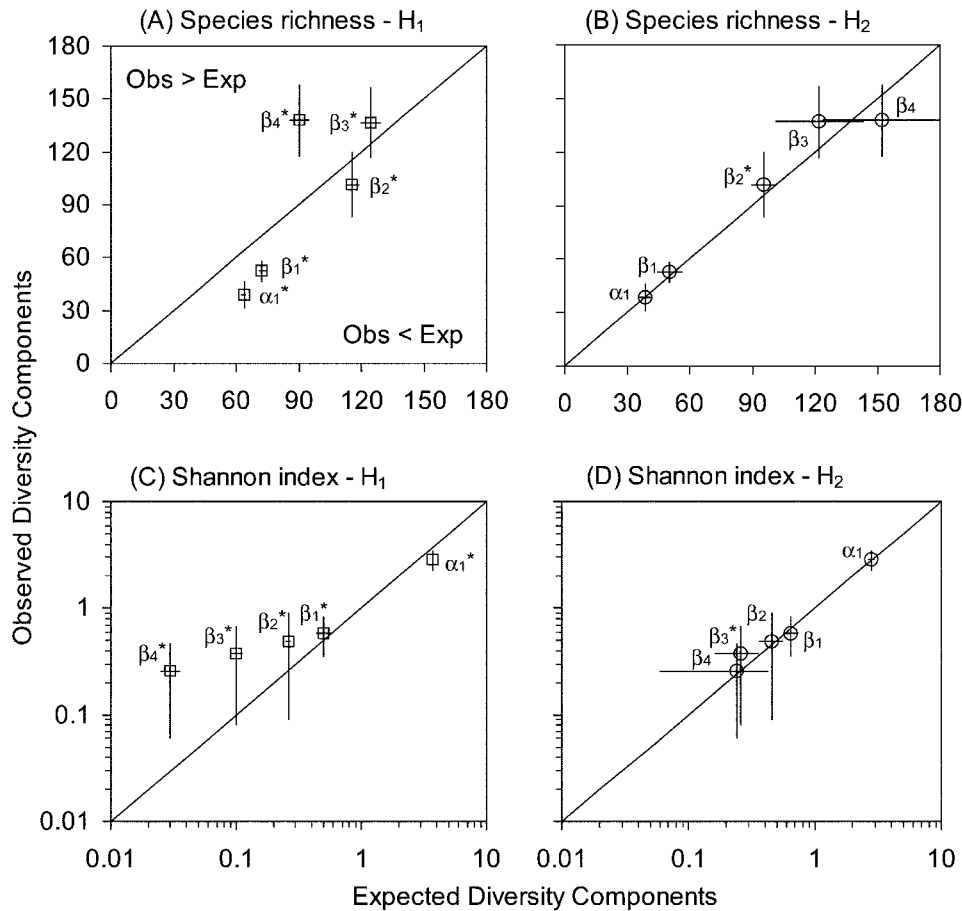 (A) Species richness - H₁
(B) Species richness - H₂
180
150
120
90
60
30
0
Obs > Exp
β₄*
β₃*
β₂*
β₁*
α₁*
Obs < Exp
0 30 60 90 120 150 180
β₄
β₃
β₂*
β₁
α₁
0 30 60 90 120 150 180
Observed Diversity Components
(C) Shannon index - H₁
(D) Shannon index - H₂
10
1
0.1
0.01
α₁*
β₁*
β₂*
β₃*
β₄*
0.01 0.1 1 10
α₁
β₂
β₃*
β₁
β₄
0.01 0.1 1 10
Expected Diversity Components